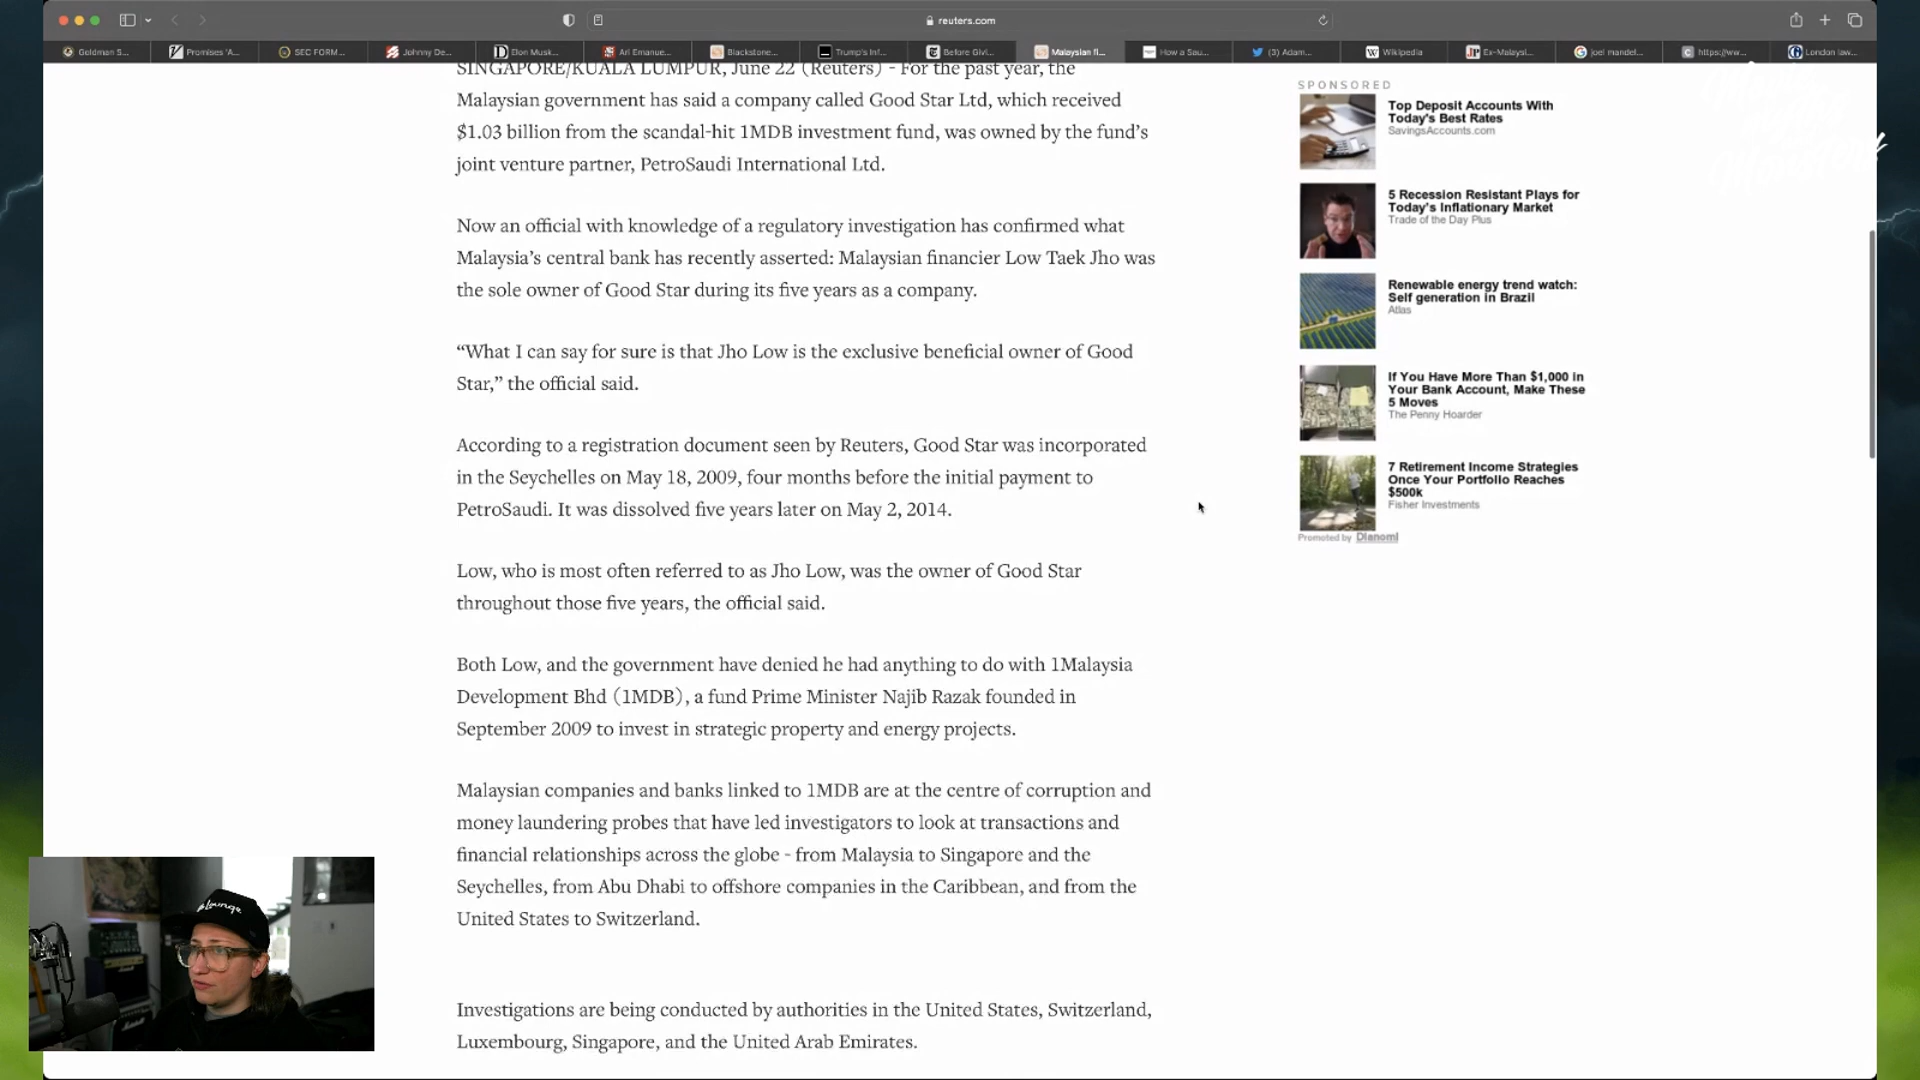 reuters.com
Goldman S...
Promises 'A...
SEC FORM...
Johnny De...
Don Musk...
Ari Emanue...
Blackstone...
Trump's Inf...
Before Givi...
Malaysian fi...
How a Sau...
(3) Adam...
Wikipedia
Ex-Malaysi...
joel mandel...
https://ww...
London law...
SINGAPORE/KUALA LUMPUR, June 22 (Reuters) - For the past year, the
Malaysian government has said a company called Good Star Ltd, which received
$1.03 billion from the scandal-hit 1MDB investment fund, was owned by the fund's
joint venture partner, PetroSaudi International Ltd.
Now an official with knowledge of a regulatory investigation has confirmed what
Malaysia's central bank has recently asserted: Malaysian financier Low Taek Jho was
the sole owner of Good Star during its five years as a company.
“What I can say for sure is that Jho Low is the exclusive beneficial owner of Good
Star,” the official said.
According to a registration document seen by Reuters, Good Star was incorporated
in the Seychelles on May 18, 2009, four months before the initial payment to
PetroSaudi. It was dissolved five years later on May 2, 2014.
Low, who is most often referred to as Jho Low, was the owner of Good Star
throughout those five years, the official said.
Both Low, and the government have denied he had anything to do with 1Malaysia
Development Bhd (1MDB), a fund Prime Minister Najib Razak founded in
September 2009 to invest in strategic property and energy projects.
Malaysian companies and banks linked to 1MDB are at the centre of corruption and
money laundering probes that have led investigators to look at transactions and
financial relationships across the globe - from Malaysia to Singapore and the
Seychelles, from Abu Dhabi to offshore companies in the Caribbean, and from the
United States to Switzerland.
Investigations are being conducted by authorities in the United States, Switzerland,
Luxembourg, Singapore, and the United Arab Emirates.
SPONSORED
Top Deposit Accounts With
Today's Best Rates
SavingsAccounts.com
5 Recession Resistant Plays for
Today's Inflationary Market
Trade of the Day Plus
Renewable energy trend watch:
Self generation in Brazil
Atlas
If You Have More Than $1,000 in
Your Bank Account, Make These
5 Moves
The Penny Hoarder
7 Retirement Income Strategies
Once Your Portfolio Reaches
$500k
Fisher Investments
Promoted by Dianomi
Lounge
Marshall